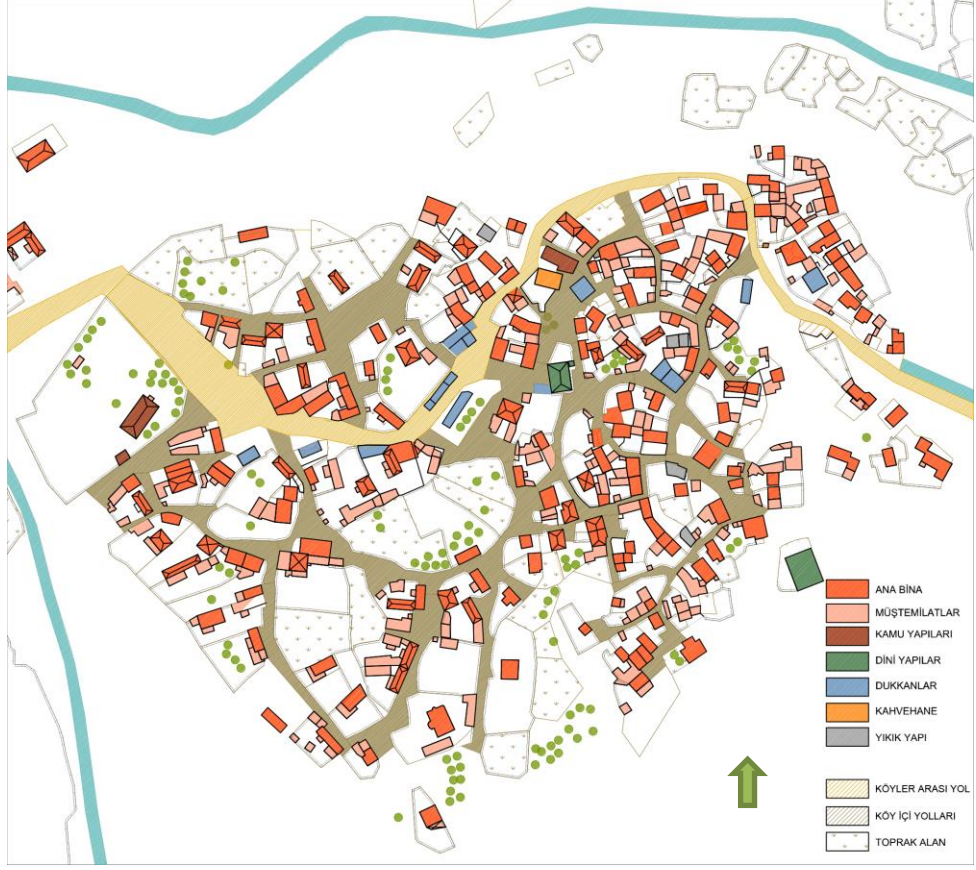 ANA BİNA
MÜŞTEMİLATLAR
KAMU YAPILARI
DİNİ YAPILAR
DUKKANLAR
KAHVEHANE
YIKIK YAPI
KÖYLER ARASI YOL
KÖY İÇİ YOLLARI
TOPRAK ALAN